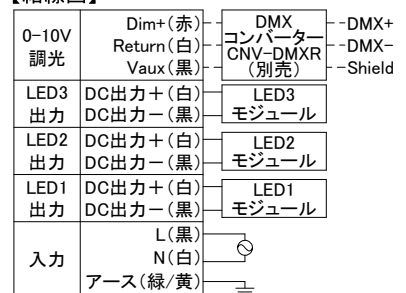 【結線図】
0-10V
調光
Dim+(赤)
Return(白)
Vaux(黒)
DMX
コンバーター
CNV-DMXR
(別売)
DMX+
DMX-
Shield
LED3
出力
DC出力+(白)
DC出力-(黒)
LED3
モジュール
LED2
出力
DC出力+(白)
DC出力-(黒)
LED2
モジュール
LED1
出力
DC出力+(白)
DC出力-(黒)
LED1
モジュール
入力
L(黒)
N(白)
アース(緑/黄)